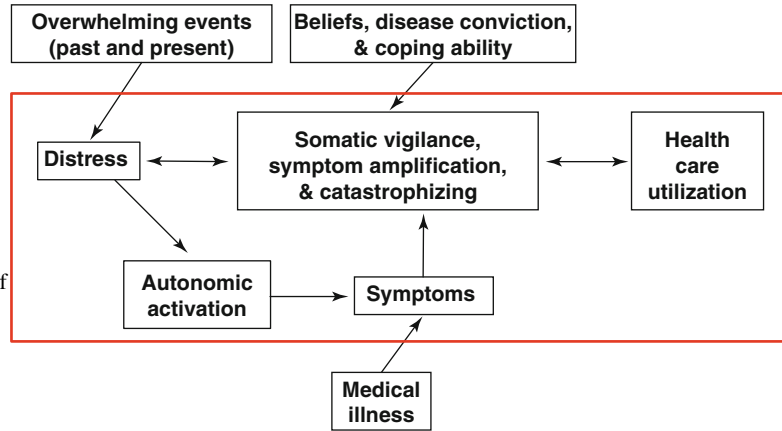 Overwhelming events
(past and present)
Beliefs, disease conviction,
& coping ability
Distress
Somatic vigilance,
symptom amplification,
& catastrophizing
Health
care
utilization
Autonomic
activation
Symptoms
Medical
illness